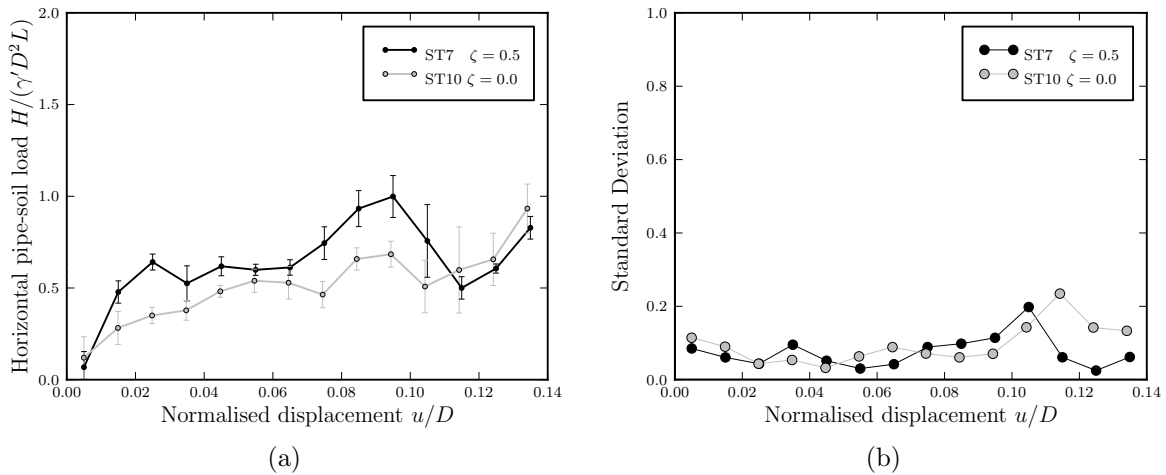 2.0
1.5
1.0
0.5
0.0
Horizontal pipe-soil load H/(γ′D²L)
ST7 ζ = 0.5
ST10 ζ = 0.0
0.00 0.02 0.04 0.06 0.08 0.10 0.12 0.14
Normalised displacement u/D
(a)
1.0
0.8
0.6
0.4
0.2
0.0
Standard Deviation
ST7 ζ = 0.5
ST10 ζ = 0.0
0.00 0.02 0.04 0.06 0.08 0.10 0.12 0.14
Normalised displacement u/D
(b)